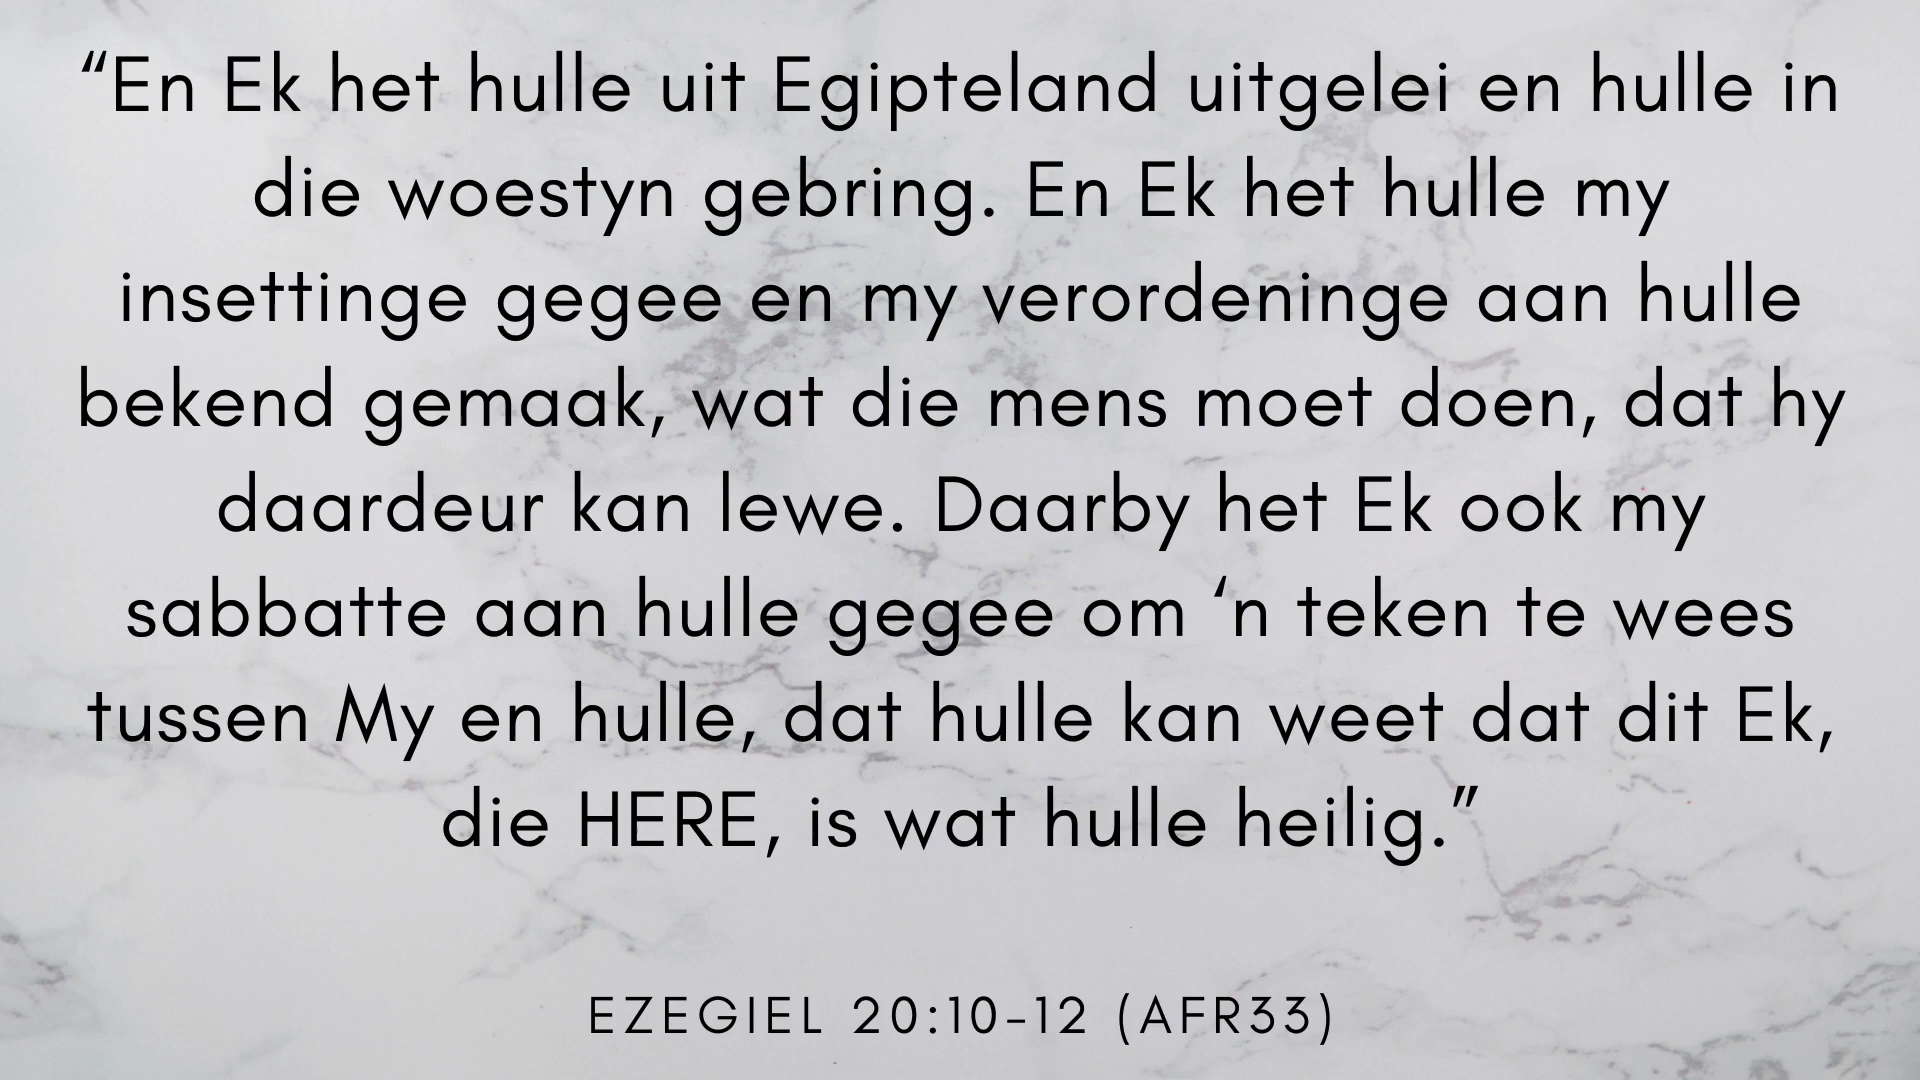 “En Ek het hulle uit Egipteland uitgelei en hulle in
die woestyn gebring. En Ek het hulle my
insettinge gegee en my verordeninge aan hulle
bekend gemaak, wat die mens moet doen, dat hy
daardeur kan lewe. Daarby het Ek ook my
sabbatte aan hulle gegee om ‘n teken te wees
tussen My en hulle, dat hulle kan weet dat dit Ek,
die HERE, is wat hulle heilig.”
EZEGIEL 20:10-12 (AFR33)